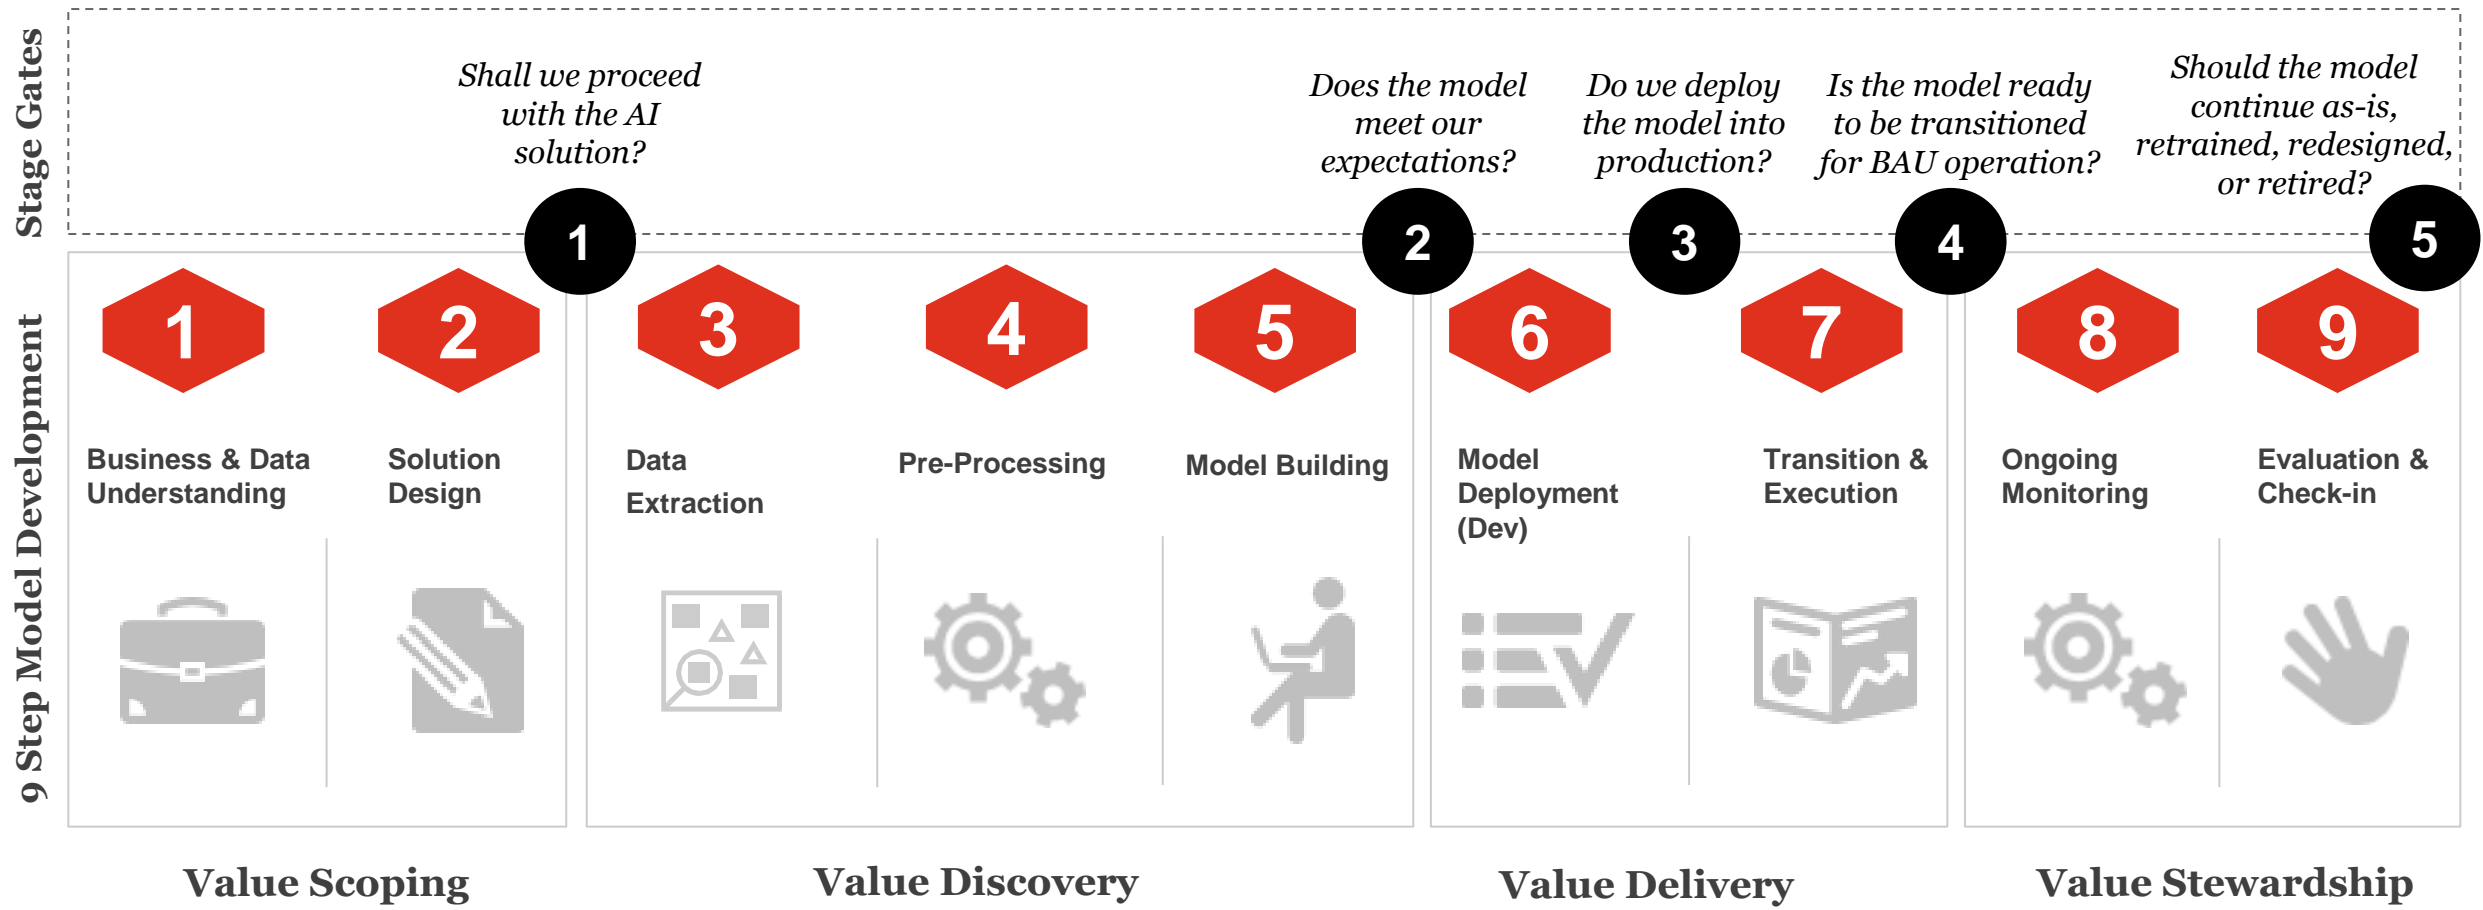 Stage Gates
Shall we proceed
with the AI
solution?
Does the model
meet our
expectations?
Do we deploy
the model into
production?
Is the model ready
to be transitioned
for BAU operation?
Should the model
continue as-is,
retrained, redesigned,
or retired?
1
2
3
4
5
9 Step Model Development
1
2
3
4
5
6
7
8
9
Business & Data
Understanding
Solution
Design
Data
Extraction
Pre-Processing
Model Building
Model
Deployment
(Dev)
Transition &
Execution
Ongoing
Monitoring
Evaluation &
Check-in
Value Scoping
Value Discovery
Value Delivery
Value Stewardship